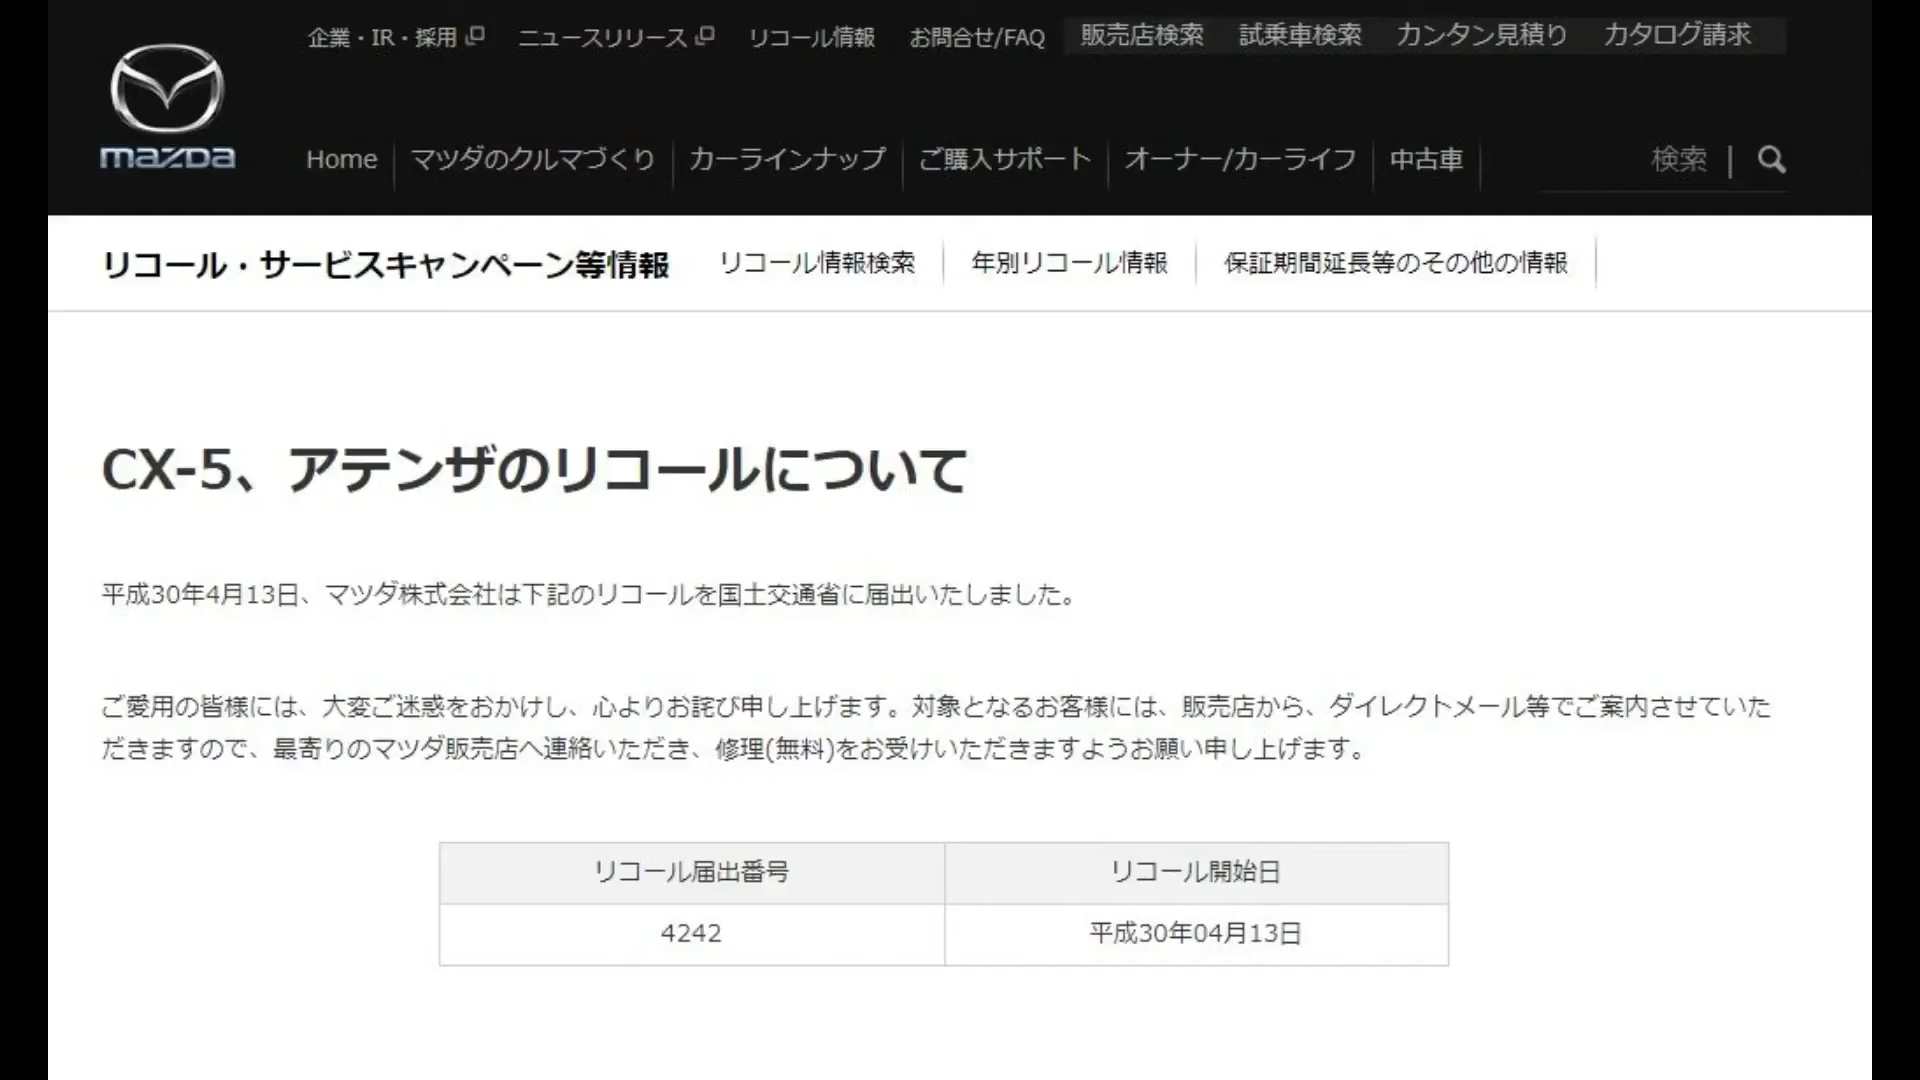 企業・IR・採用 ニュースリリース リコール情報 お問合せ/FAQ 販売店検索 試乗車検索 カンタン見積り カタログ請求
mazda
Home マツダのクルマづくり カーラインナップ ご購入サポート オーナー/カーライフ 中古車 検索
リコール・サービスキャンペーン等情報 リコール情報検索 年別リコール情報 保証期間延長等のその他の情報
CX-5、アテンザのリコールについて
平成30年4月13日、マツダ株式会社は下記のリコールを国土交通省に届出いたしました。
ご愛用の皆様には、大変ご迷惑をおかけし、心よりお詫び申し上げます。対象となるお客様には、販売店から、ダイレクトメール等でご案内させていた
だきますので、最寄りのマツダ販売店へ連絡いただき、修理(無料)をお受けいただきますようお願い申し上げます。
リコール届出番号 リコール開始日
4242 平成30年04月13日